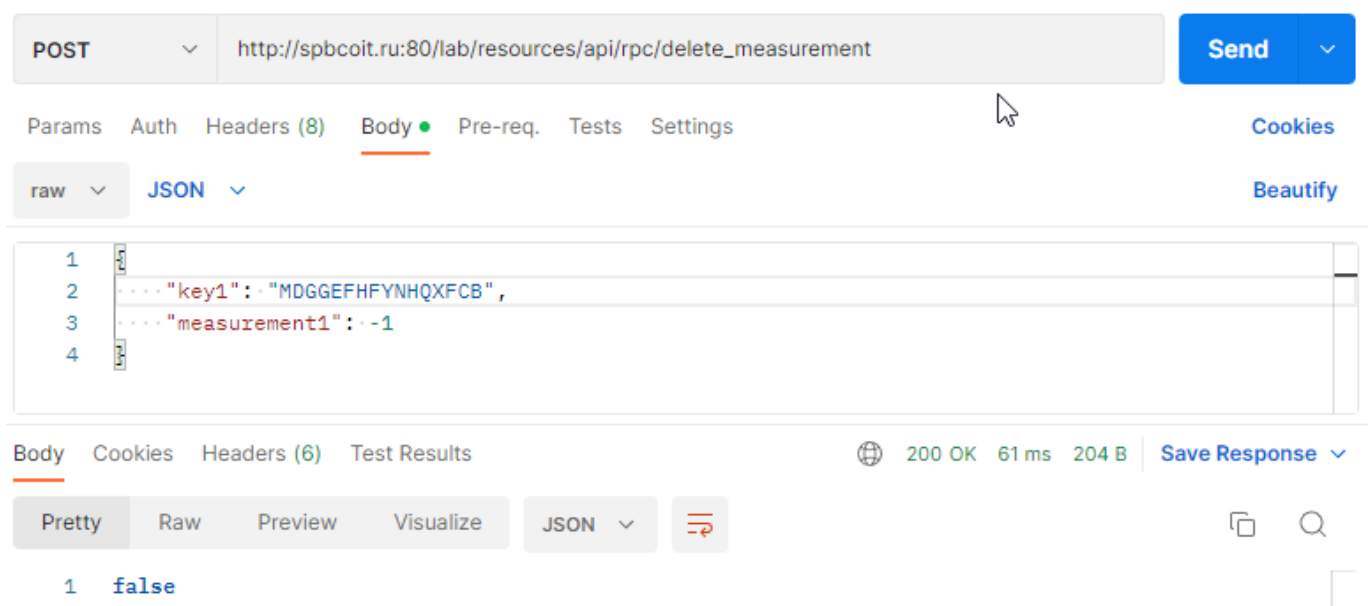 POST http://spbcoit.ru:80/lab/resources/api/rpc/delete_measurement Send
Params Auth Headers (8) Body Pre-req. Tests Settings Cookies
raw JSON Beautify
1 {
2 "key1": "MDGGEFHFYNHQXFCB",
3 "measurement1": -1
4 }
Body Cookies Headers (6) Test Results 200 OK 61 ms 204 B Save Response
Pretty Raw Preview Visualize JSON
1 false